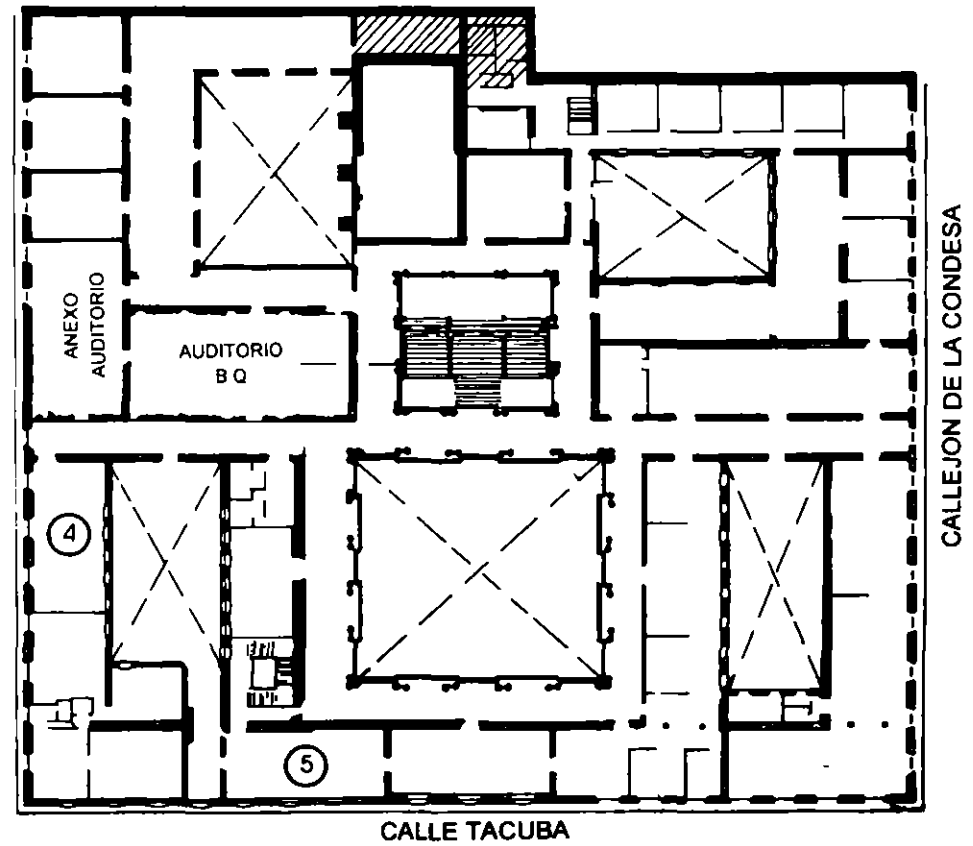 ANEXO
AUDITORIO
AUDITORIO
B Q
4
5
CALLEJON DE LA CONDESA
CALLE TACUBA